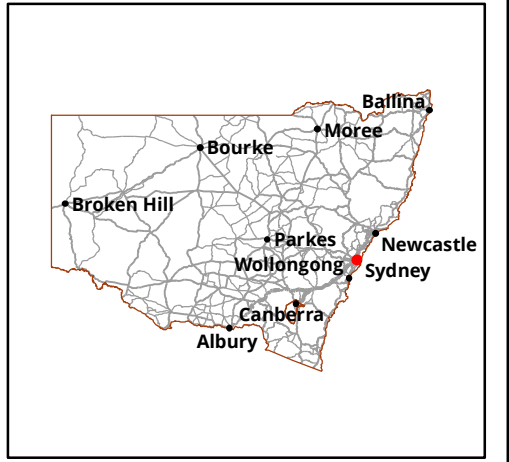 Ballina
Moree
Bourke
Broken Hill
Parkes
Newcastle
Wollongong
Sydney
Canberra
Albury